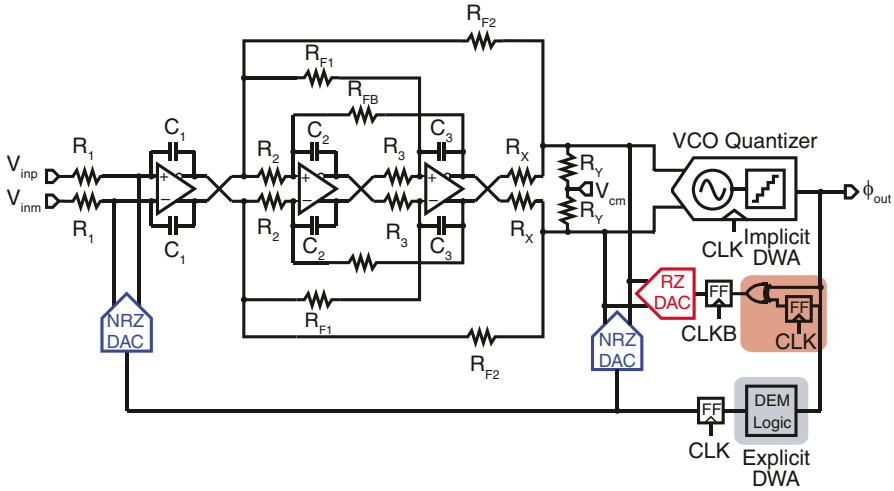 R_F2
R_F1
R_FB
C_1
C_2
C_3
VCO Quantizer
R_1
R_2
R_3
R_X
R_Y
V_inp
V_cm
V_inm
ϕ_out
R_Y
R_1
R_2
R_3
R_X
C_1
C_2
C_3
CLK
Implicit
DWA
RZ
DAC
FF
FF
CLKB
CLK
NRZ
DAC
NRZ
DAC
R_F1
R_F2
FF
DEM
Logic
CLK
Explicit
DWA